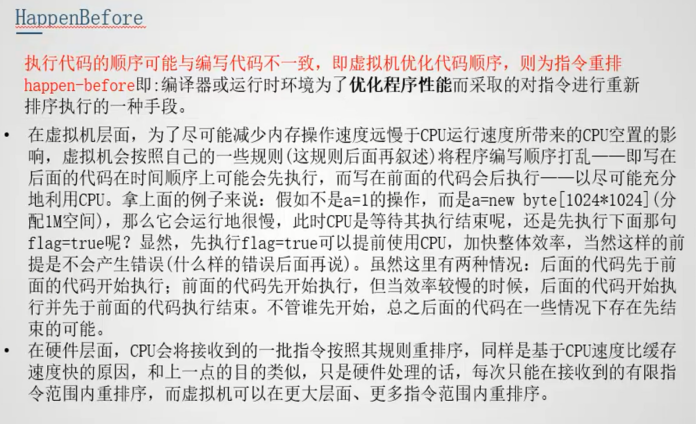 HappenBefore
执行代码的顺序可能与编写代码不一致，即虚拟机优化代码顺序，则为指令重排
happen-before即:编译器或运行时环境为了优化程序性能而采取的对指令进行重新
排序执行的一种手段。
• 在虚拟机层面，为了尽可能减少内存操作速度远慢于CPU运行速度所带来的CPU空置的影
响，虚拟机会按照自己的一些规则(这规则后面再叙述)将程序编写顺序打乱——即写在
后面的代码在时间顺序上可能会先执行，而写在前面的代码会后执行——以尽可能充分
地利用CPU。拿上面的例子来说：假如不是a=1的操作，而是a=new byte[1024*1024](分
配1M空间)，那么它会运行地很慢，此时CPU是等待其执行结束呢，还是先执行下面那句
flag=true呢？显然，先执行flag=true可以提前使用CPU，加快整体效率，当然这样的前
提是不会产生错误(什么样的错误后面再说)。虽然这里有两种情况：后面的代码先于前
面的代码开始执行；前面的代码先开始执行，但当效率较慢的时候，后面的代码开始执
行并先于前面的代码执行结束。不管谁先开始，总之后面的代码在一些情况下存在先结
束的可能。
• 在硬件层面，CPU会将接收到的一批指令按照其规则重排序，同样是基于CPU速度比缓存
速度快的原因，和上一点的目的类似，只是硬件处理的话，每次只能在接收到的有限指
令范围内重排序，而虚拟机可以在更大层面、更多指令范围内重排序。